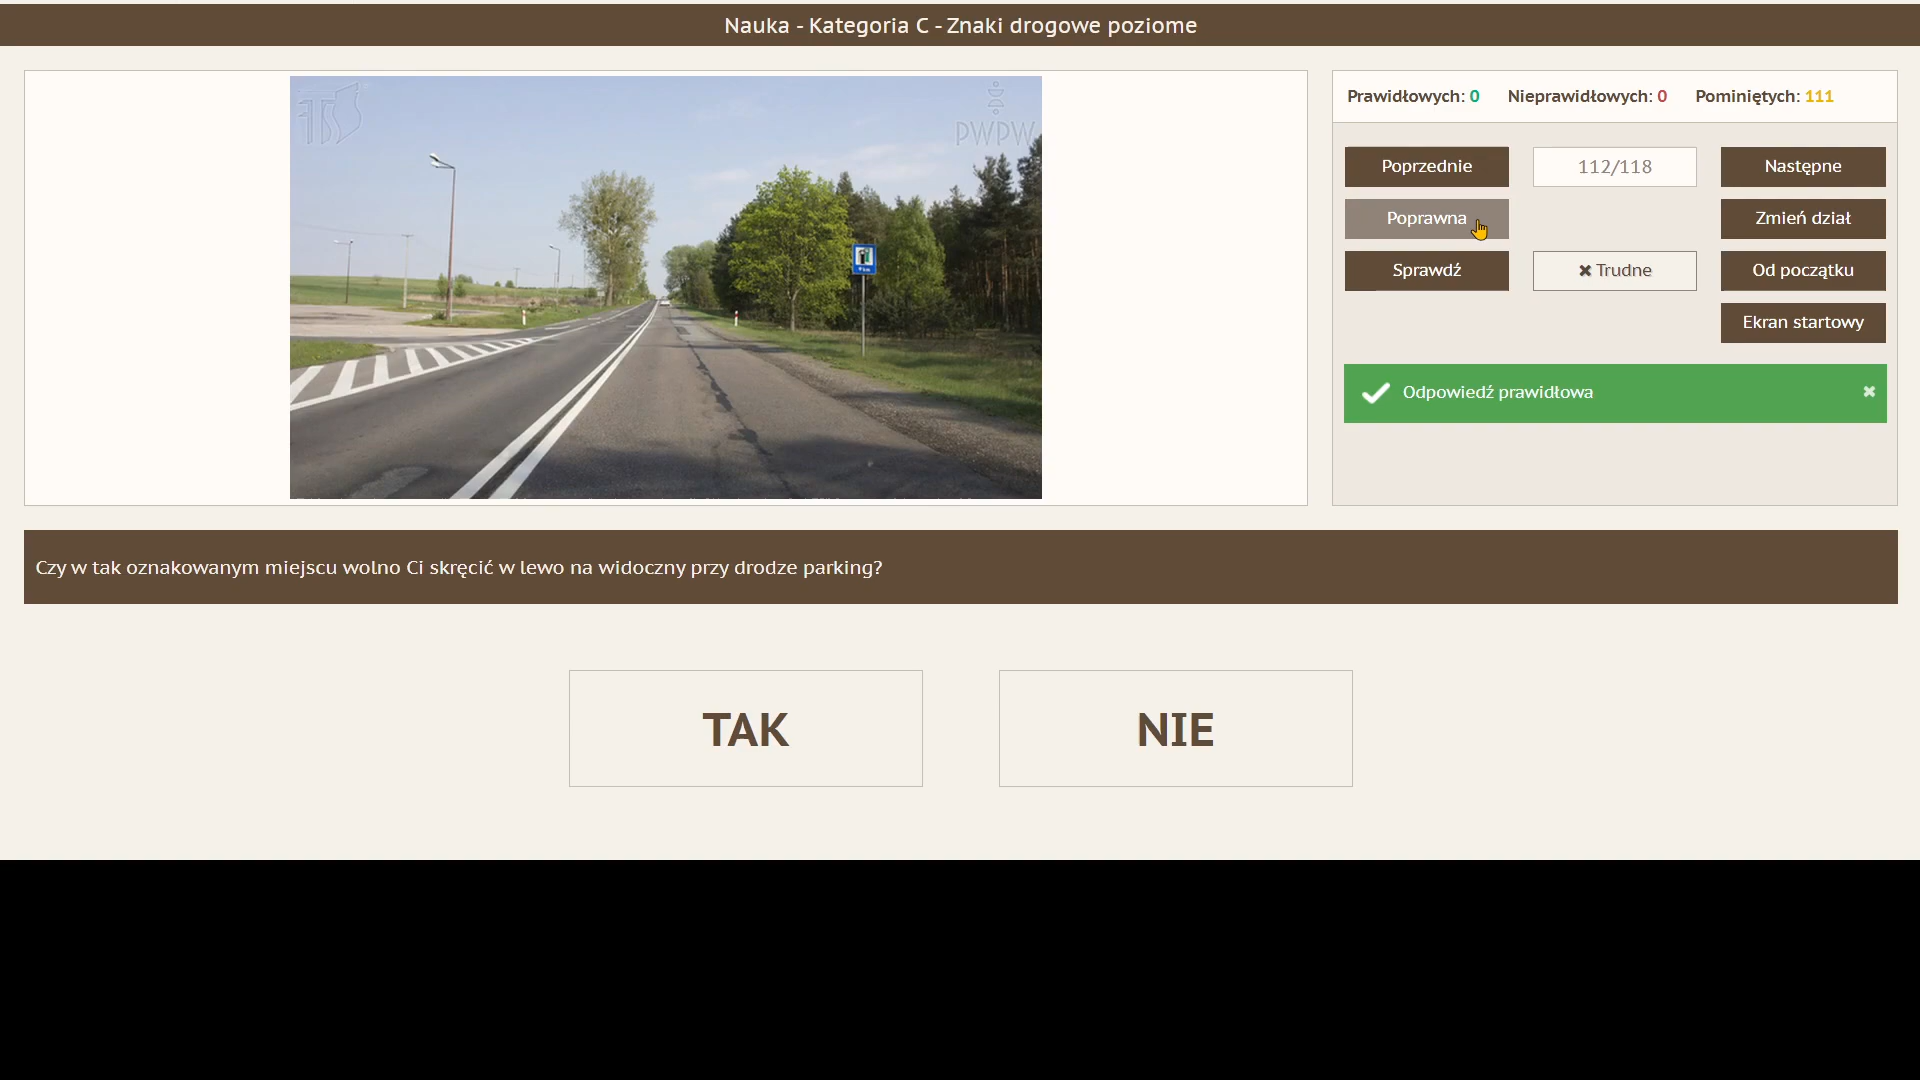 Nauka - Kategoria C - Znaki drogowe poziome
PWPW
Prawidłowych: 0 Nieprawidłowych: 0 Pominiętych: 111
Poprzednie 112/118 Następne
Poprawna Zmień dział
Sprawdź ✖ Trudne Od początku
Ekran startowy
Odpowiedź prawidłowa ✖
Czy w tak oznakowanym miejscu wolno Ci skręcić w lewo na widoczny przy drodze parking?
TAK NIE